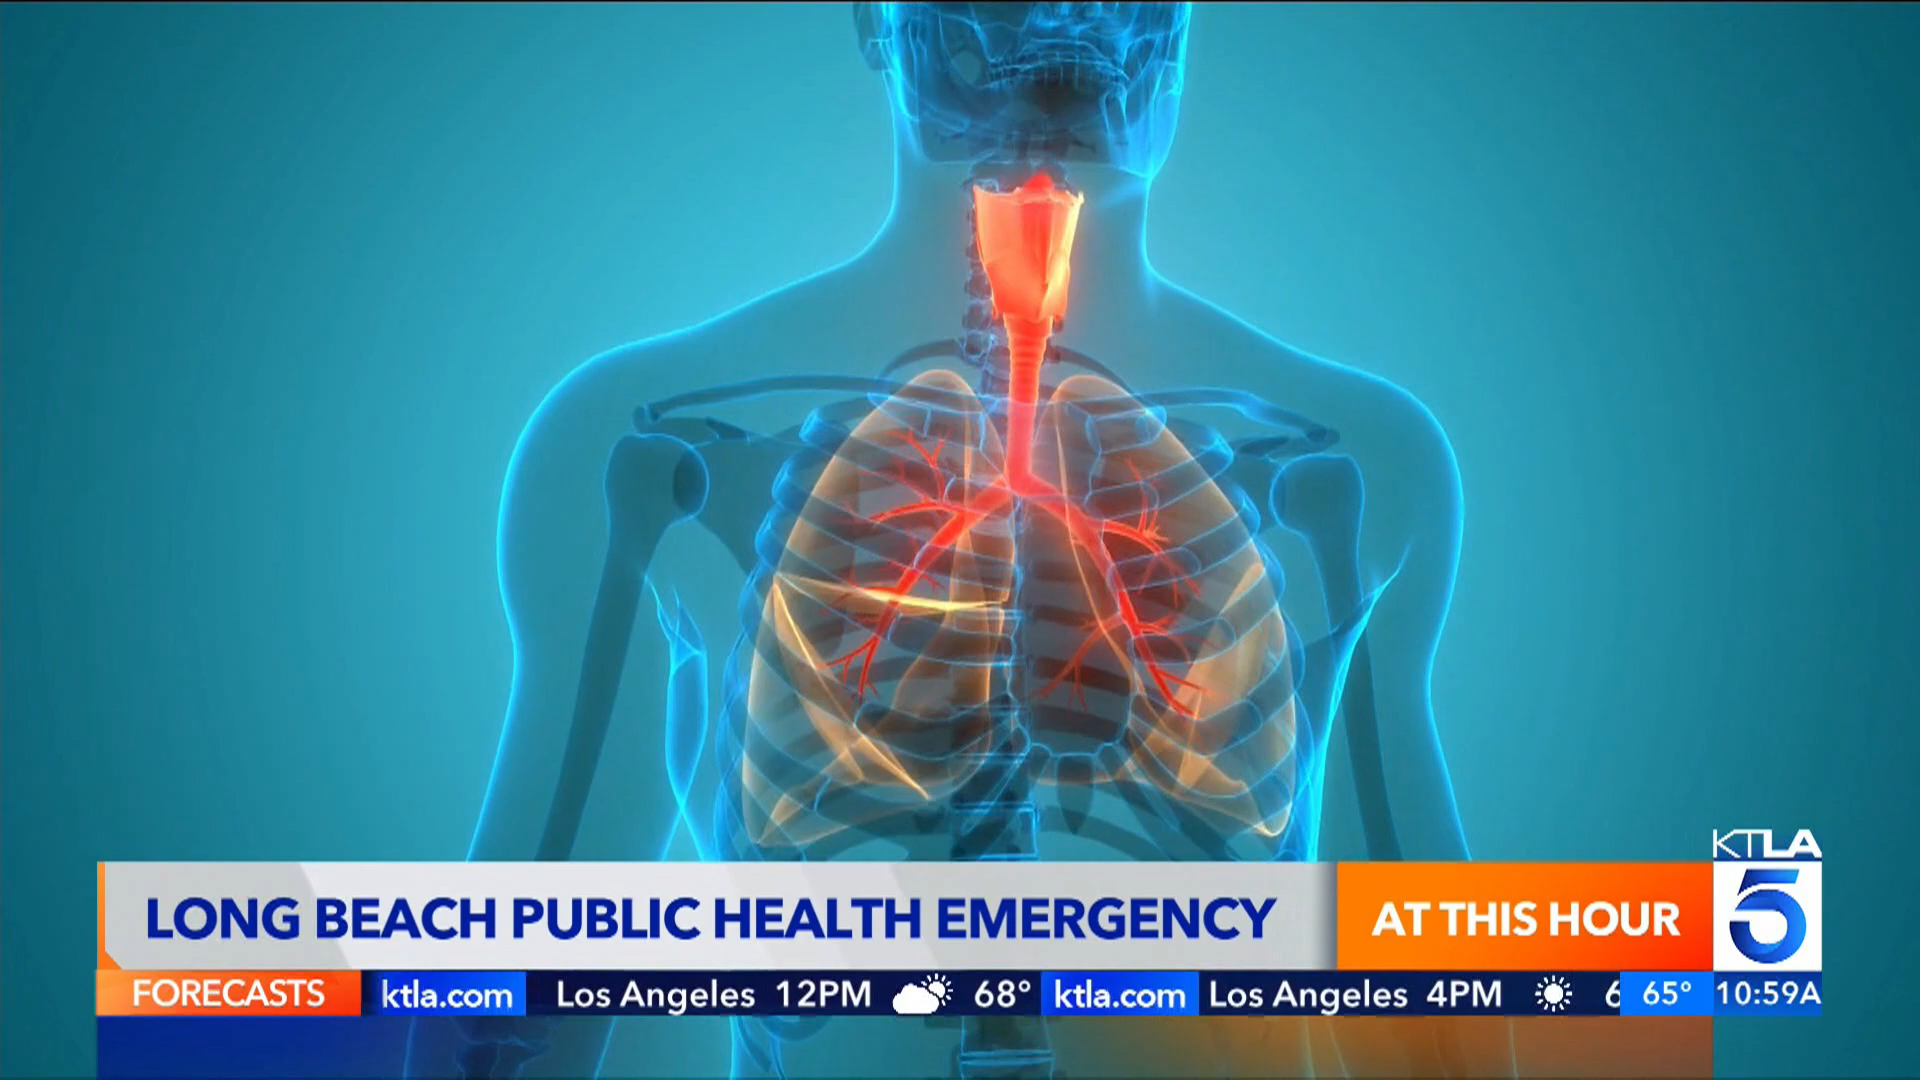 KTLA
5
LONG BEACH PUBLIC HEALTH EMERGENCY
AT THIS HOUR
FORECASTS ktla.com Los Angeles 12PM 68° ktla.com Los Angeles 4PM 65° 10:59A